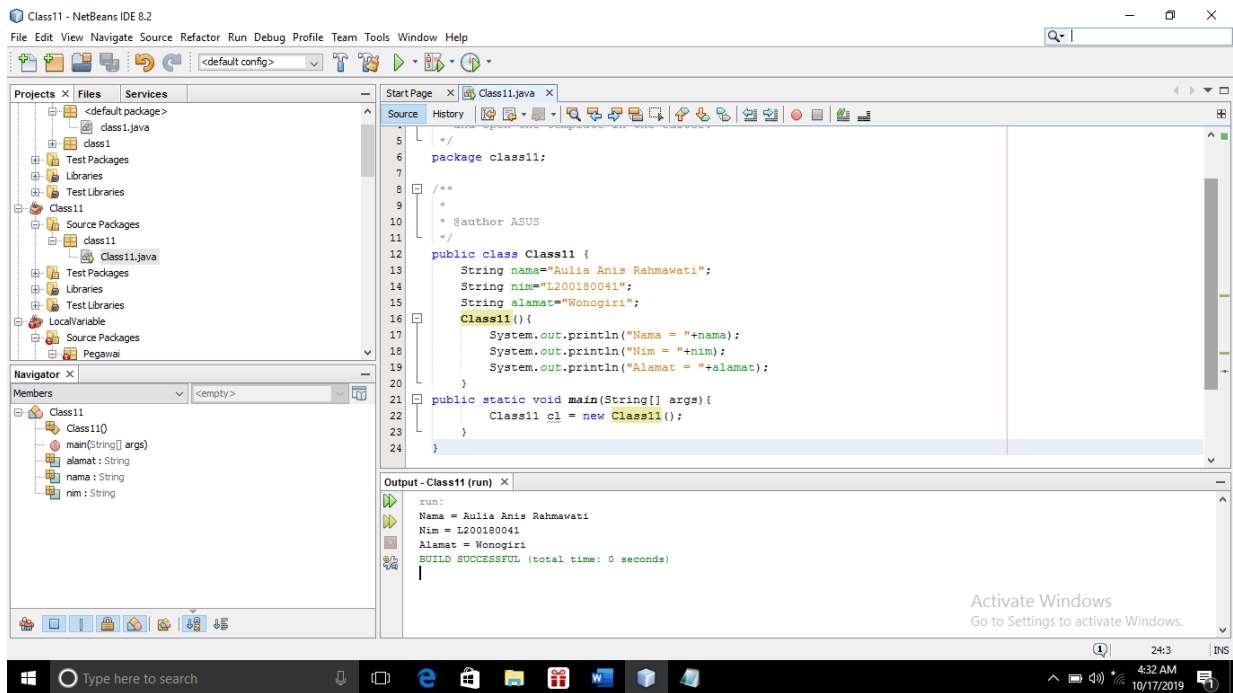 Class11 - NetBeans IDE 8.2
File Edit View Navigate Source Refactor Run Debug Profile Team Tools Window Help
<default config>
Projects Files Services
<default package>
class1.java
class1
Test Packages
Libraries
Test Libraries
Class11
Source Packages
class11
Class11.java
Test Packages
Libraries
Test Libraries
LocalVariable
Source Packages
Pegawai
Navigator
Members <empty>
Class11
Class11()
main(String[] args)
alamat : String
nama : String
nim : String
Start Page Class11.java
Source History
5 */
6 package class11;
7
8 /**
9 *
10 * @author ASUS
11 */
12 public class Class11 {
13 String nama="Aulia Anis Rahmawati";
14 String nim="L200180041";
15 String alamat="Wonogiri";
16 Class11(){
17 System.out.println("Nama = "+nama);
18 System.out.println("Nim = "+nim);
19 System.out.println("Alamat = "+alamat);
20 }
21 public static void main(String[] args){
22 Class11 cl = new Class11();
23 }
24 }
Output - Class11 (run)
run:
Nama = Aulia Anis Rahmawati
Nim = L200180041
Alamat = Wonogiri
BUILD SUCCESSFUL (total time: 0 seconds)
Activate Windows
Go to Settings to activate Windows.
1 24:3 INS
Type here to search
4:32 AM
10/17/2019
1